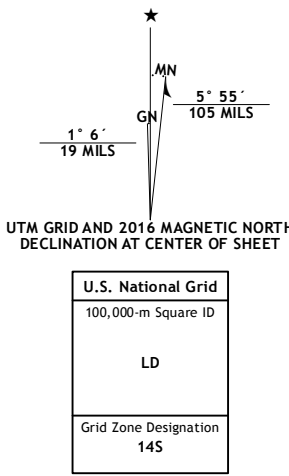 MN
GN
5° 55´
105 MILS
1° 6´
19 MILS
UTM GRID AND 2016 MAGNETIC NORTH
DECLINATION AT CENTER OF SHEET
U.S. National Grid
100,000-m Square ID
LD
Grid Zone Designation
14S